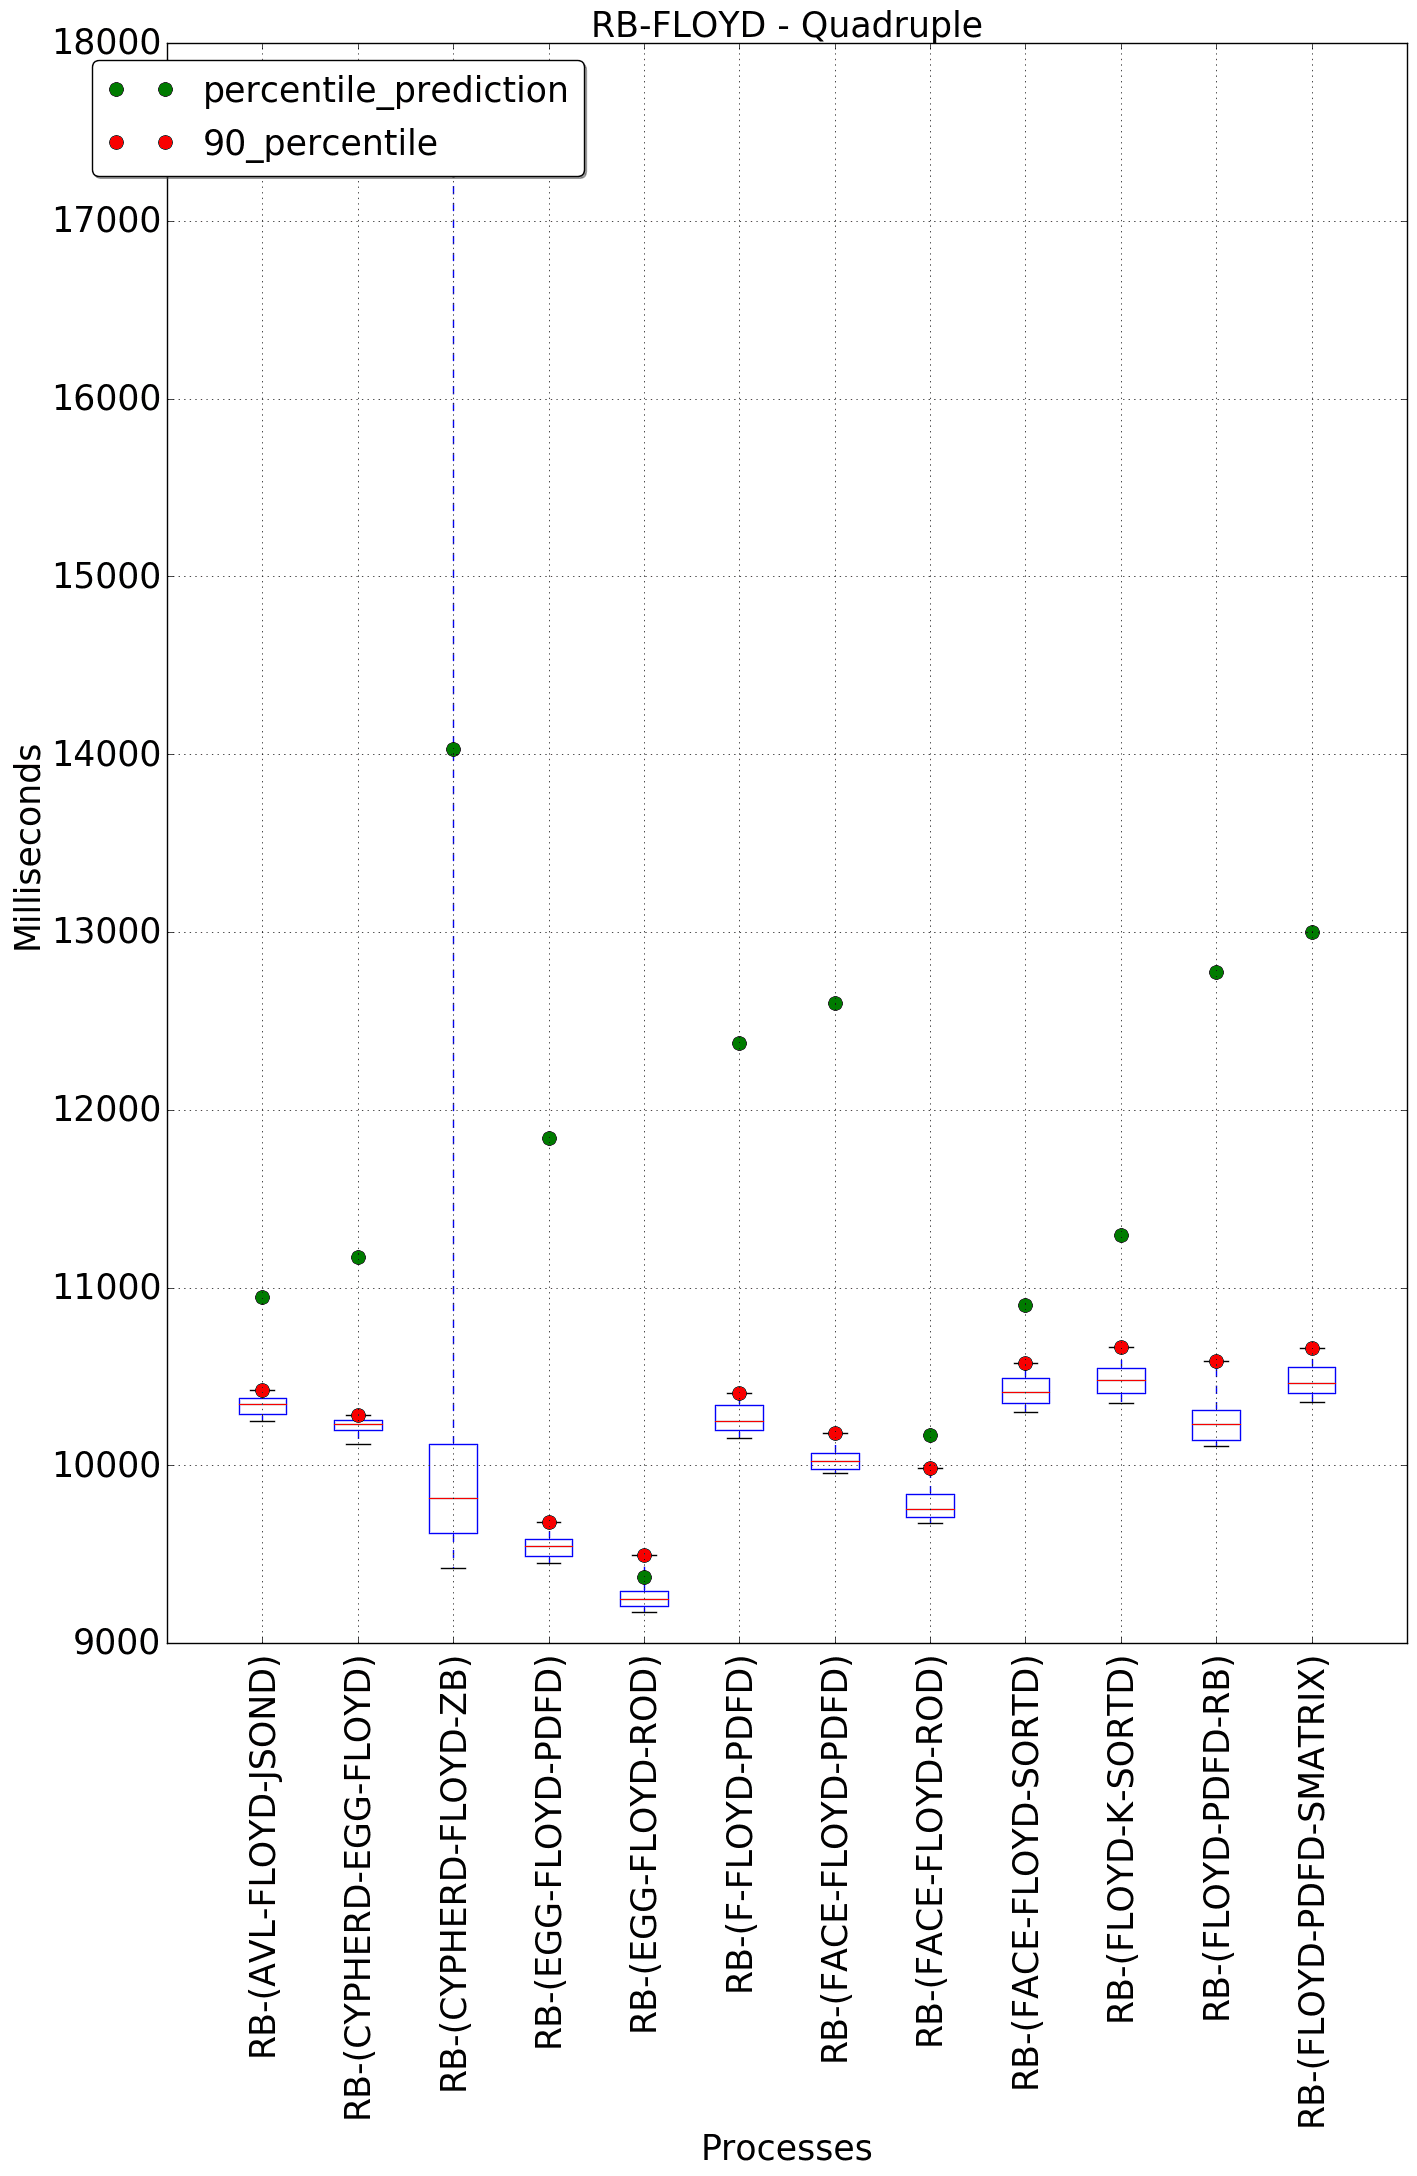 RB-FLOYD - Quadruple
percentile_prediction
90_percentile
18000
17000
16000
15000
14000
13000
12000
11000
10000
9000
Milliseconds
RB-(AVL-FLOYD-JSOND)
RB-(CYPHERD-EGG-FLOYD)
RB-(CYPHERD-FLOYD-ZB)
RB-(EGG-FLOYD-PDFD)
RB-(EGG-FLOYD-ROD)
RB-(F-FLOYD-PDFD)
RB-(FACE-FLOYD-PDFD)
RB-(FACE-FLOYD-ROD)
RB-(FACE-FLOYD-SORTD)
RB-(FLOYD-K-SORTD)
RB-(FLOYD-PDFD-RB)
RB-(FLOYD-PDFD-SMATRIX)
Processes